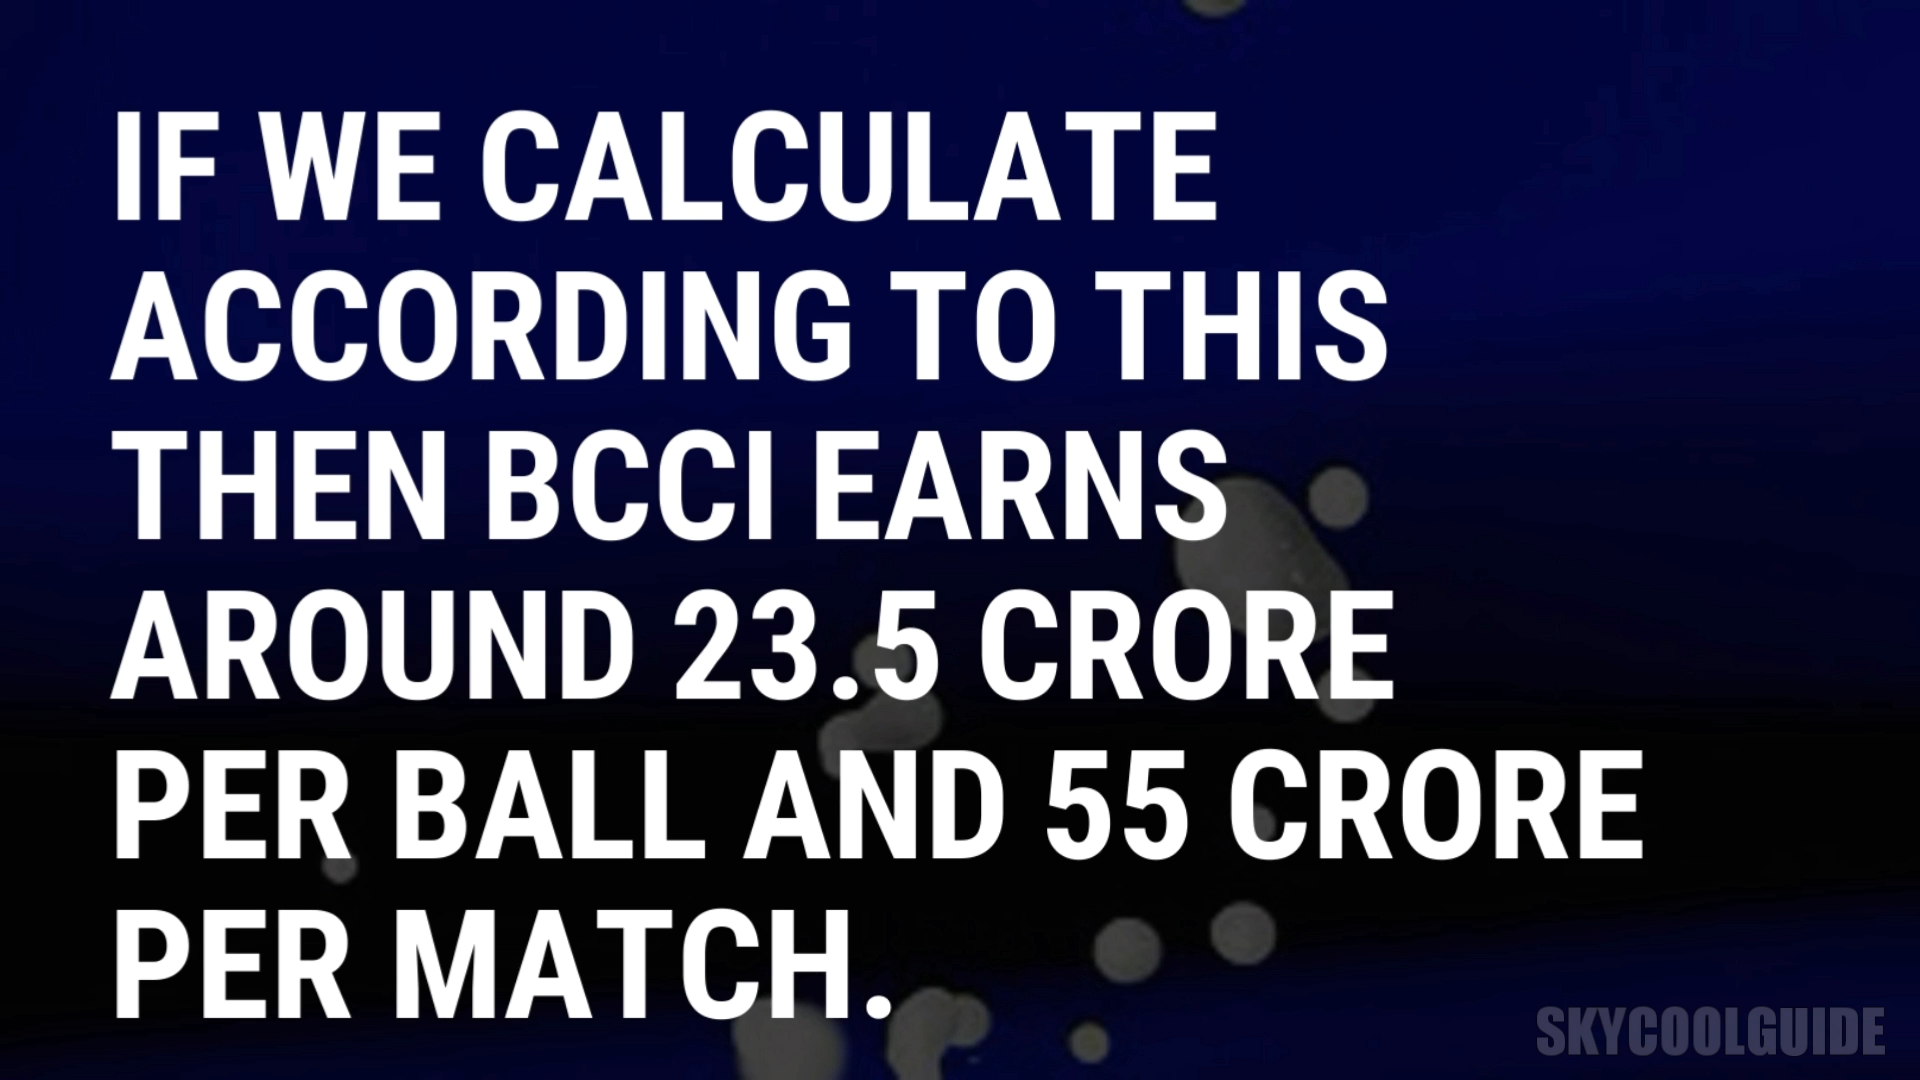 IF WE CALCULATE
ACCORDING TO THIS
THEN BCCI EARNS
AROUND 23.5 CRORE
PER BALL AND 55 CRORE
PER MATCH.
SKYCOOLGUIDE